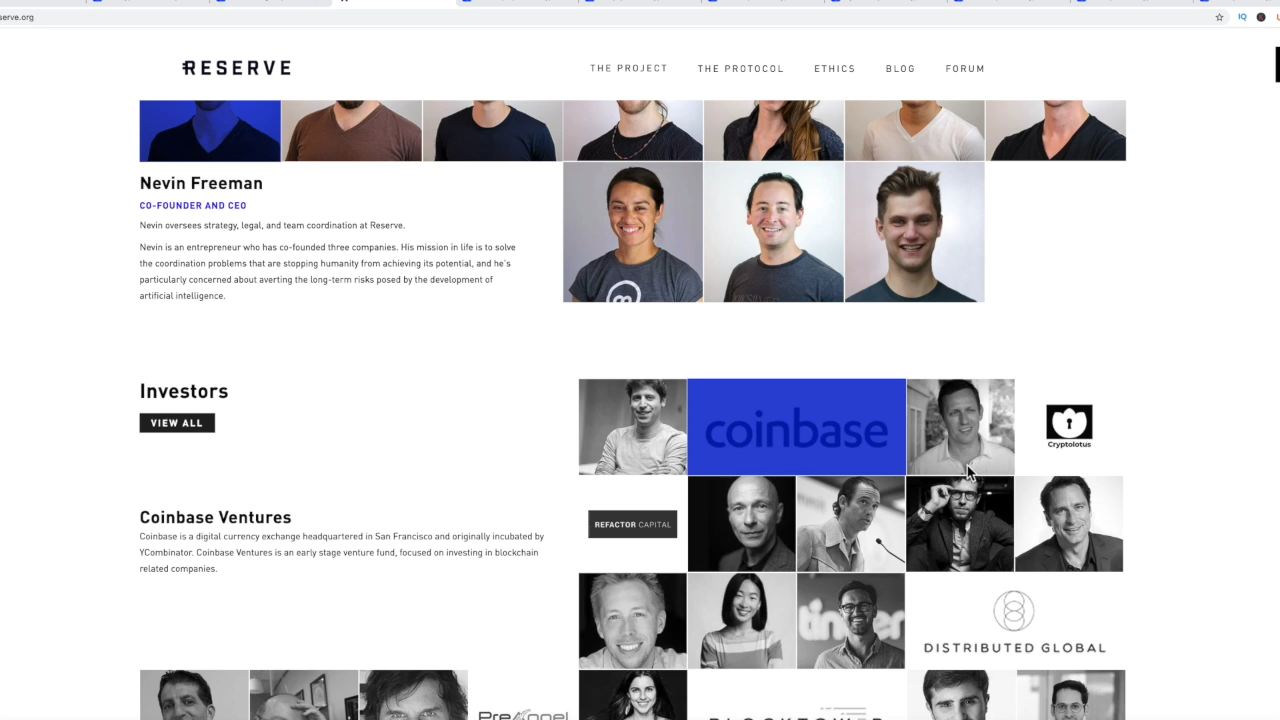 serve.org
IQ
RESERVE
THE PROJECT
THE PROTOCOL
ETHICS
BLOG
FORUM
Nevin Freeman
CO-FOUNDER AND CEO
Nevin oversees strategy, legal, and team coordination at Reserve.
Nevin is an entrepreneur who has co-founded three companies. His mission in life is to solve
the coordination problems that are stopping humanity from achieving its potential, and he's
particularly concerned about averting the long-term risks posed by the development of
artificial intelligence.
Investors
VIEW ALL
coinbase
Cryptolotus
Coinbase Ventures
Coinbase is a digital currency exchange headquartered in San Francisco and originally incubated by
YCombinator. Coinbase Ventures is an early stage venture fund, focused on investing in blockchain
related companies.
REFACTOR CAPITAL
tinder
DISTRIBUTED GLOBAL